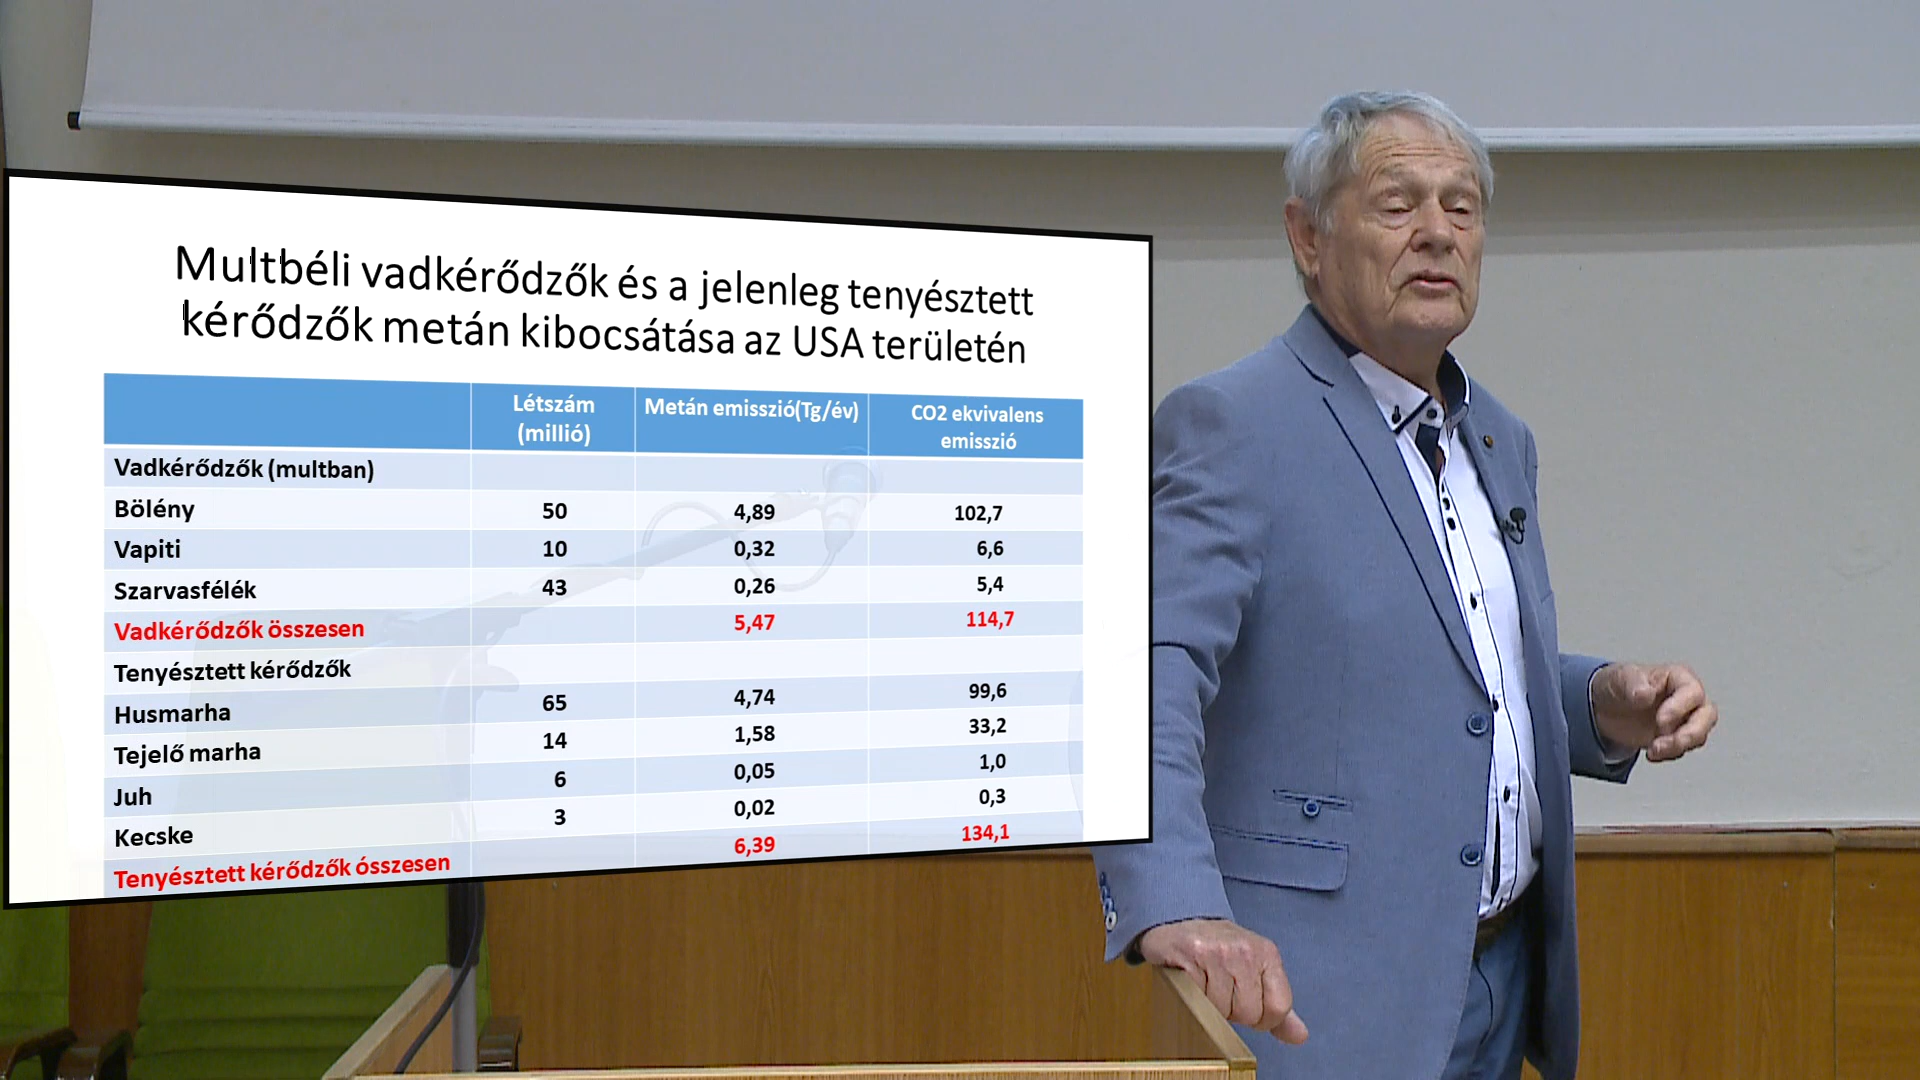 Multbéli vadkérődzők és a jelenleg tenyésztett
kérődzők metán kibocsátása az USA területén
Létszám (millió) Metán emisszió(Tg/év) CO2 ekvivalens emisszió
Vadkérődzők (multban)
Bölény 50 4,89 102,7
Vapiti 10 0,32 6,6
Szarvasfélék 43 0,26 5,4
Vadkérődzők összesen 5,47 114,7
Tenyésztett kérődzők
Husmarha 65 4,74 99,6
Tejelő marha 14 1,58 33,2
Juh 6 0,05 1,0
Kecske 3 0,02 0,3
Tenyésztett kérődzők ósszesen 6,39 134,1